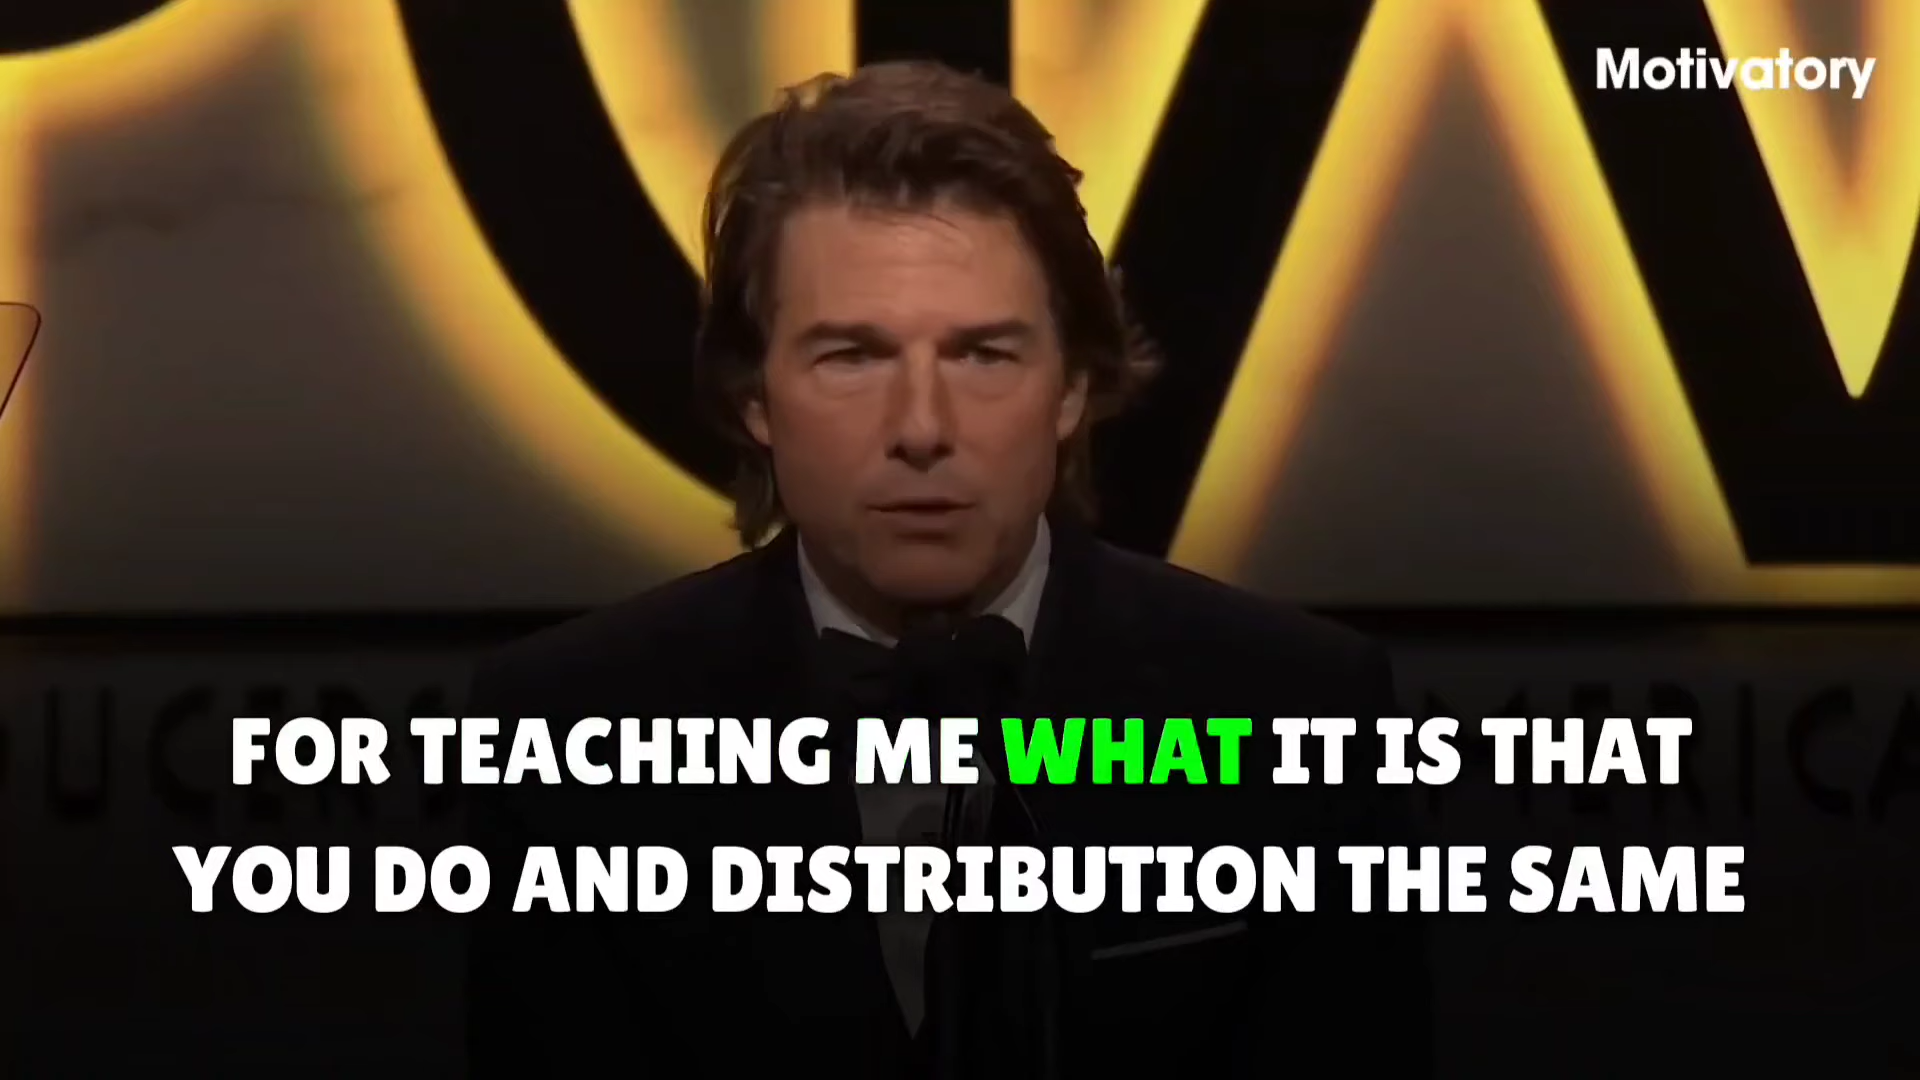 Motivatory
FOR TEACHING ME WHAT IT IS THAT
YOU DO AND DISTRIBUTION THE SAME